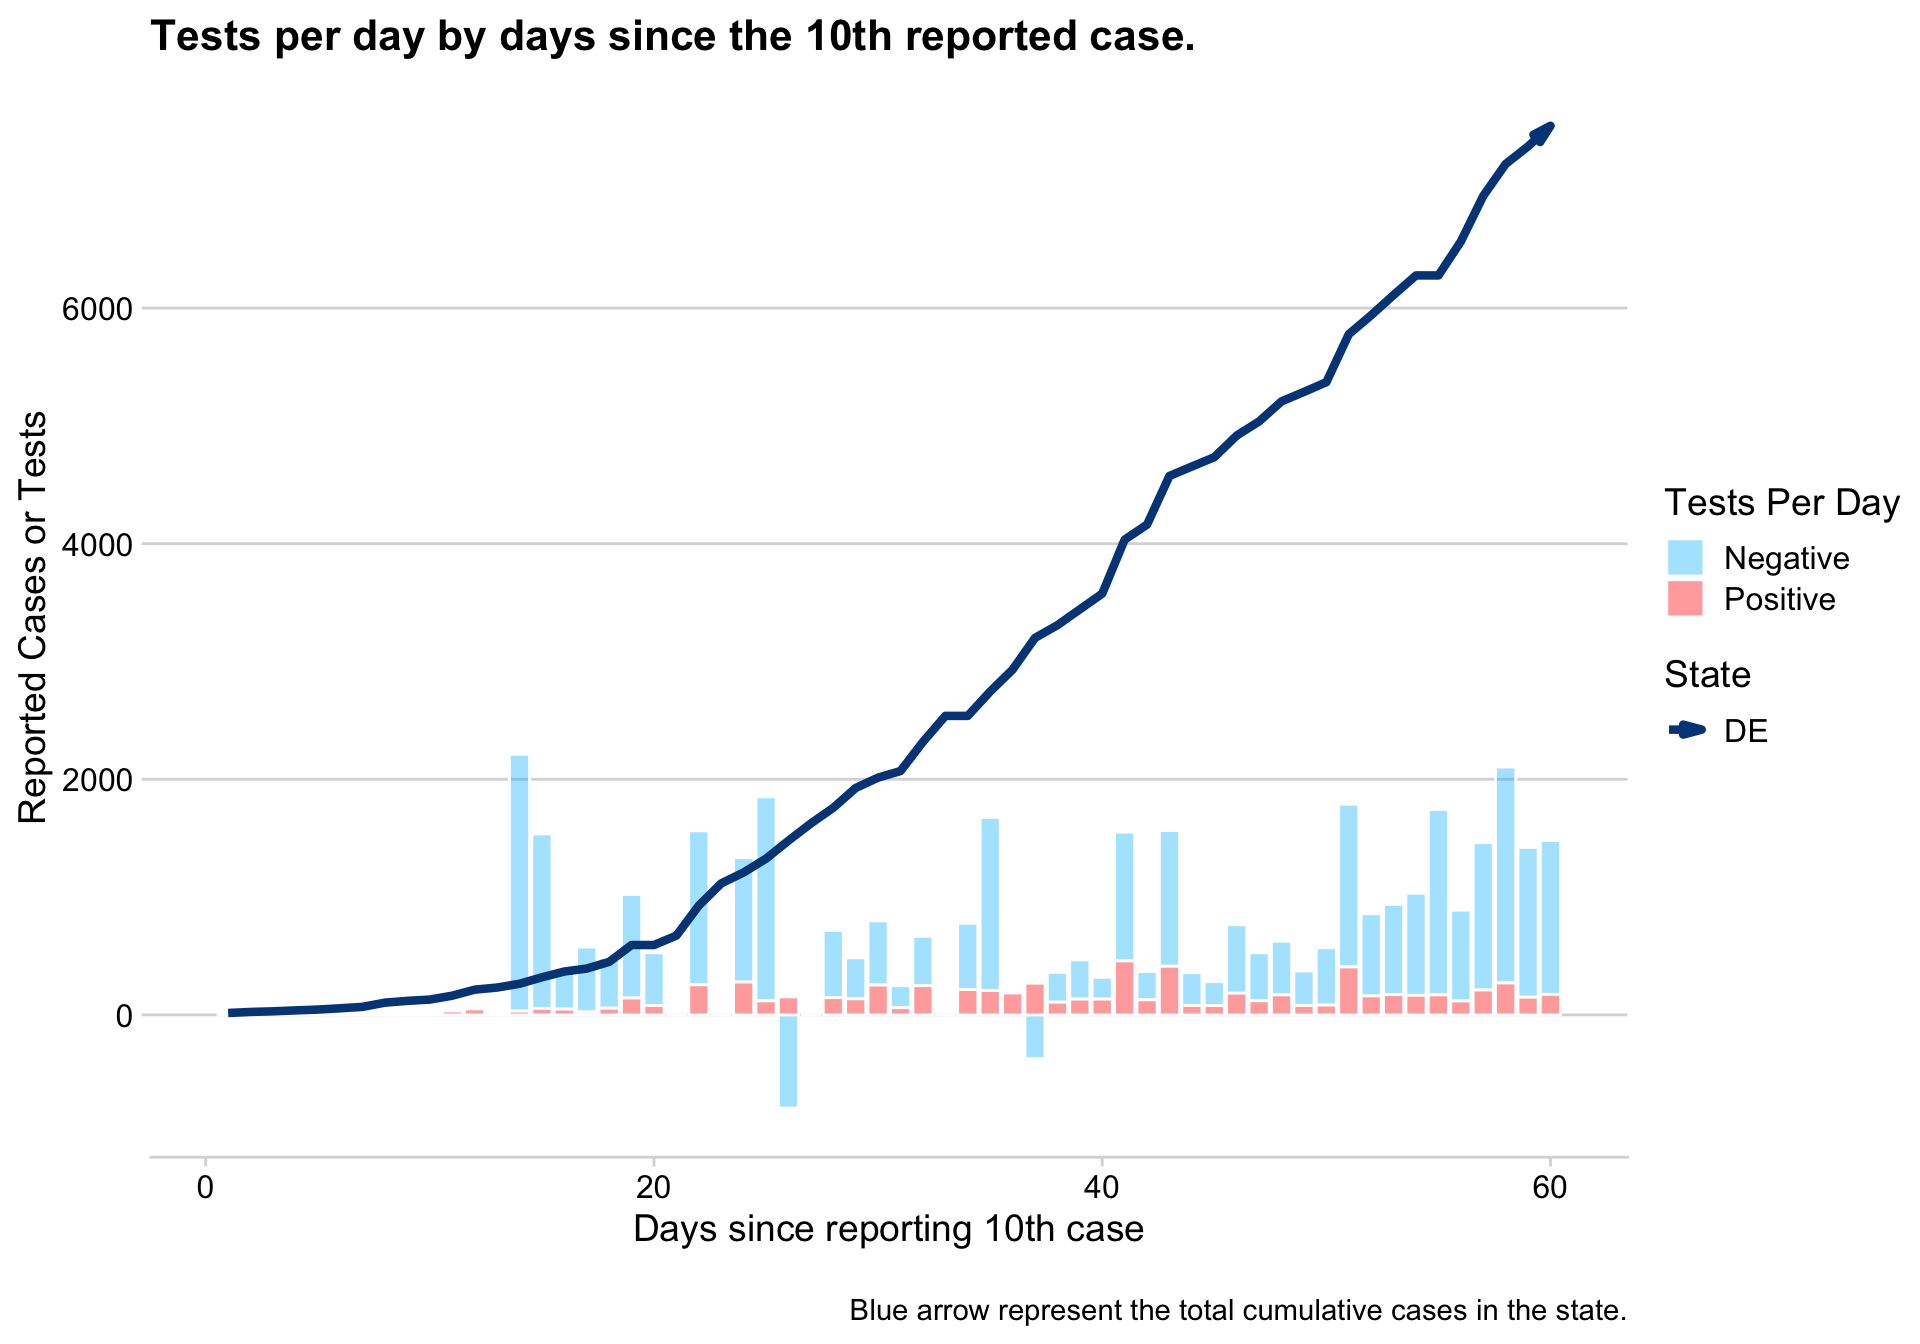 Tests per day by days since the 10th reported case.
Reported Cases or Tests
6000
4000
2000
0
0
20
40
60
Days since reporting 10th case
Tests Per Day
Negative
Positive
State
DE
Blue arrow represent the total cumulative cases in the state.